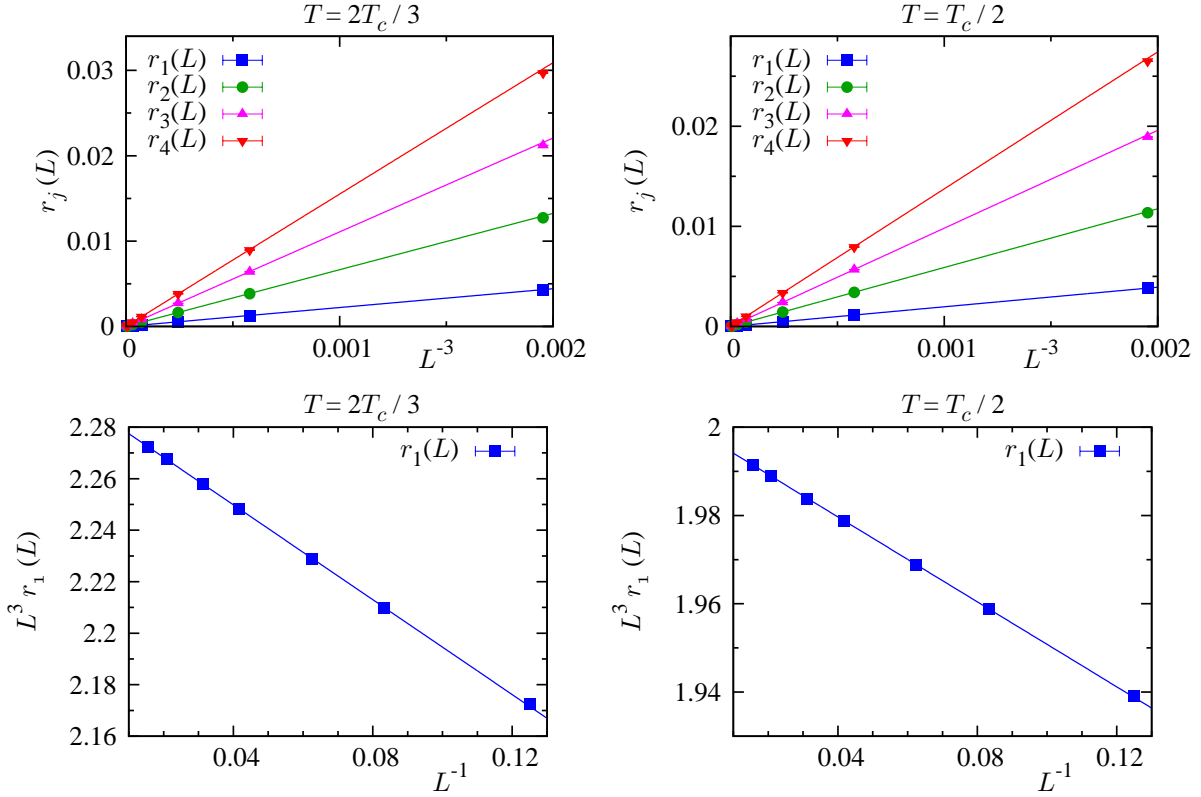 T = 2T_c / 3
r_1(L)
r_2(L)
r_3(L)
r_4(L)
r_j (L)
0.03
0.02
0.01
0
0
0.001
0.002
L^-3
T = T_c / 2
r_1(L)
r_2(L)
r_3(L)
r_4(L)
r_j (L)
0.02
0.01
0
0
0.001
0.002
L^-3
T = 2T_c / 3
r_1(L)
L^3 r_1 (L)
2.28
2.26
2.24
2.22
2.2
2.18
2.16
0.04
0.08
0.12
L^-1
T = T_c / 2
r_1(L)
L^3 r_1 (L)
2
1.98
1.96
1.94
0.04
0.08
0.12
L^-1